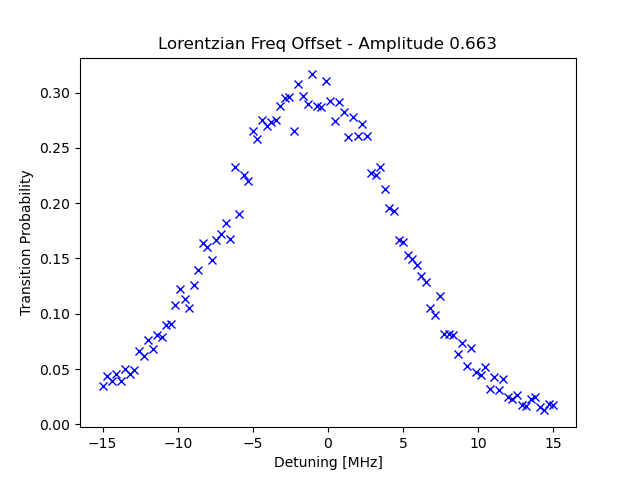 Lorentzian Freq Offset - Amplitude 0.663
0.30
0.25
0.20
0.15
0.10
0.05
0.00
Transition Probability
−15 −10 −5 0 5 10 15
Detuning [MHz]